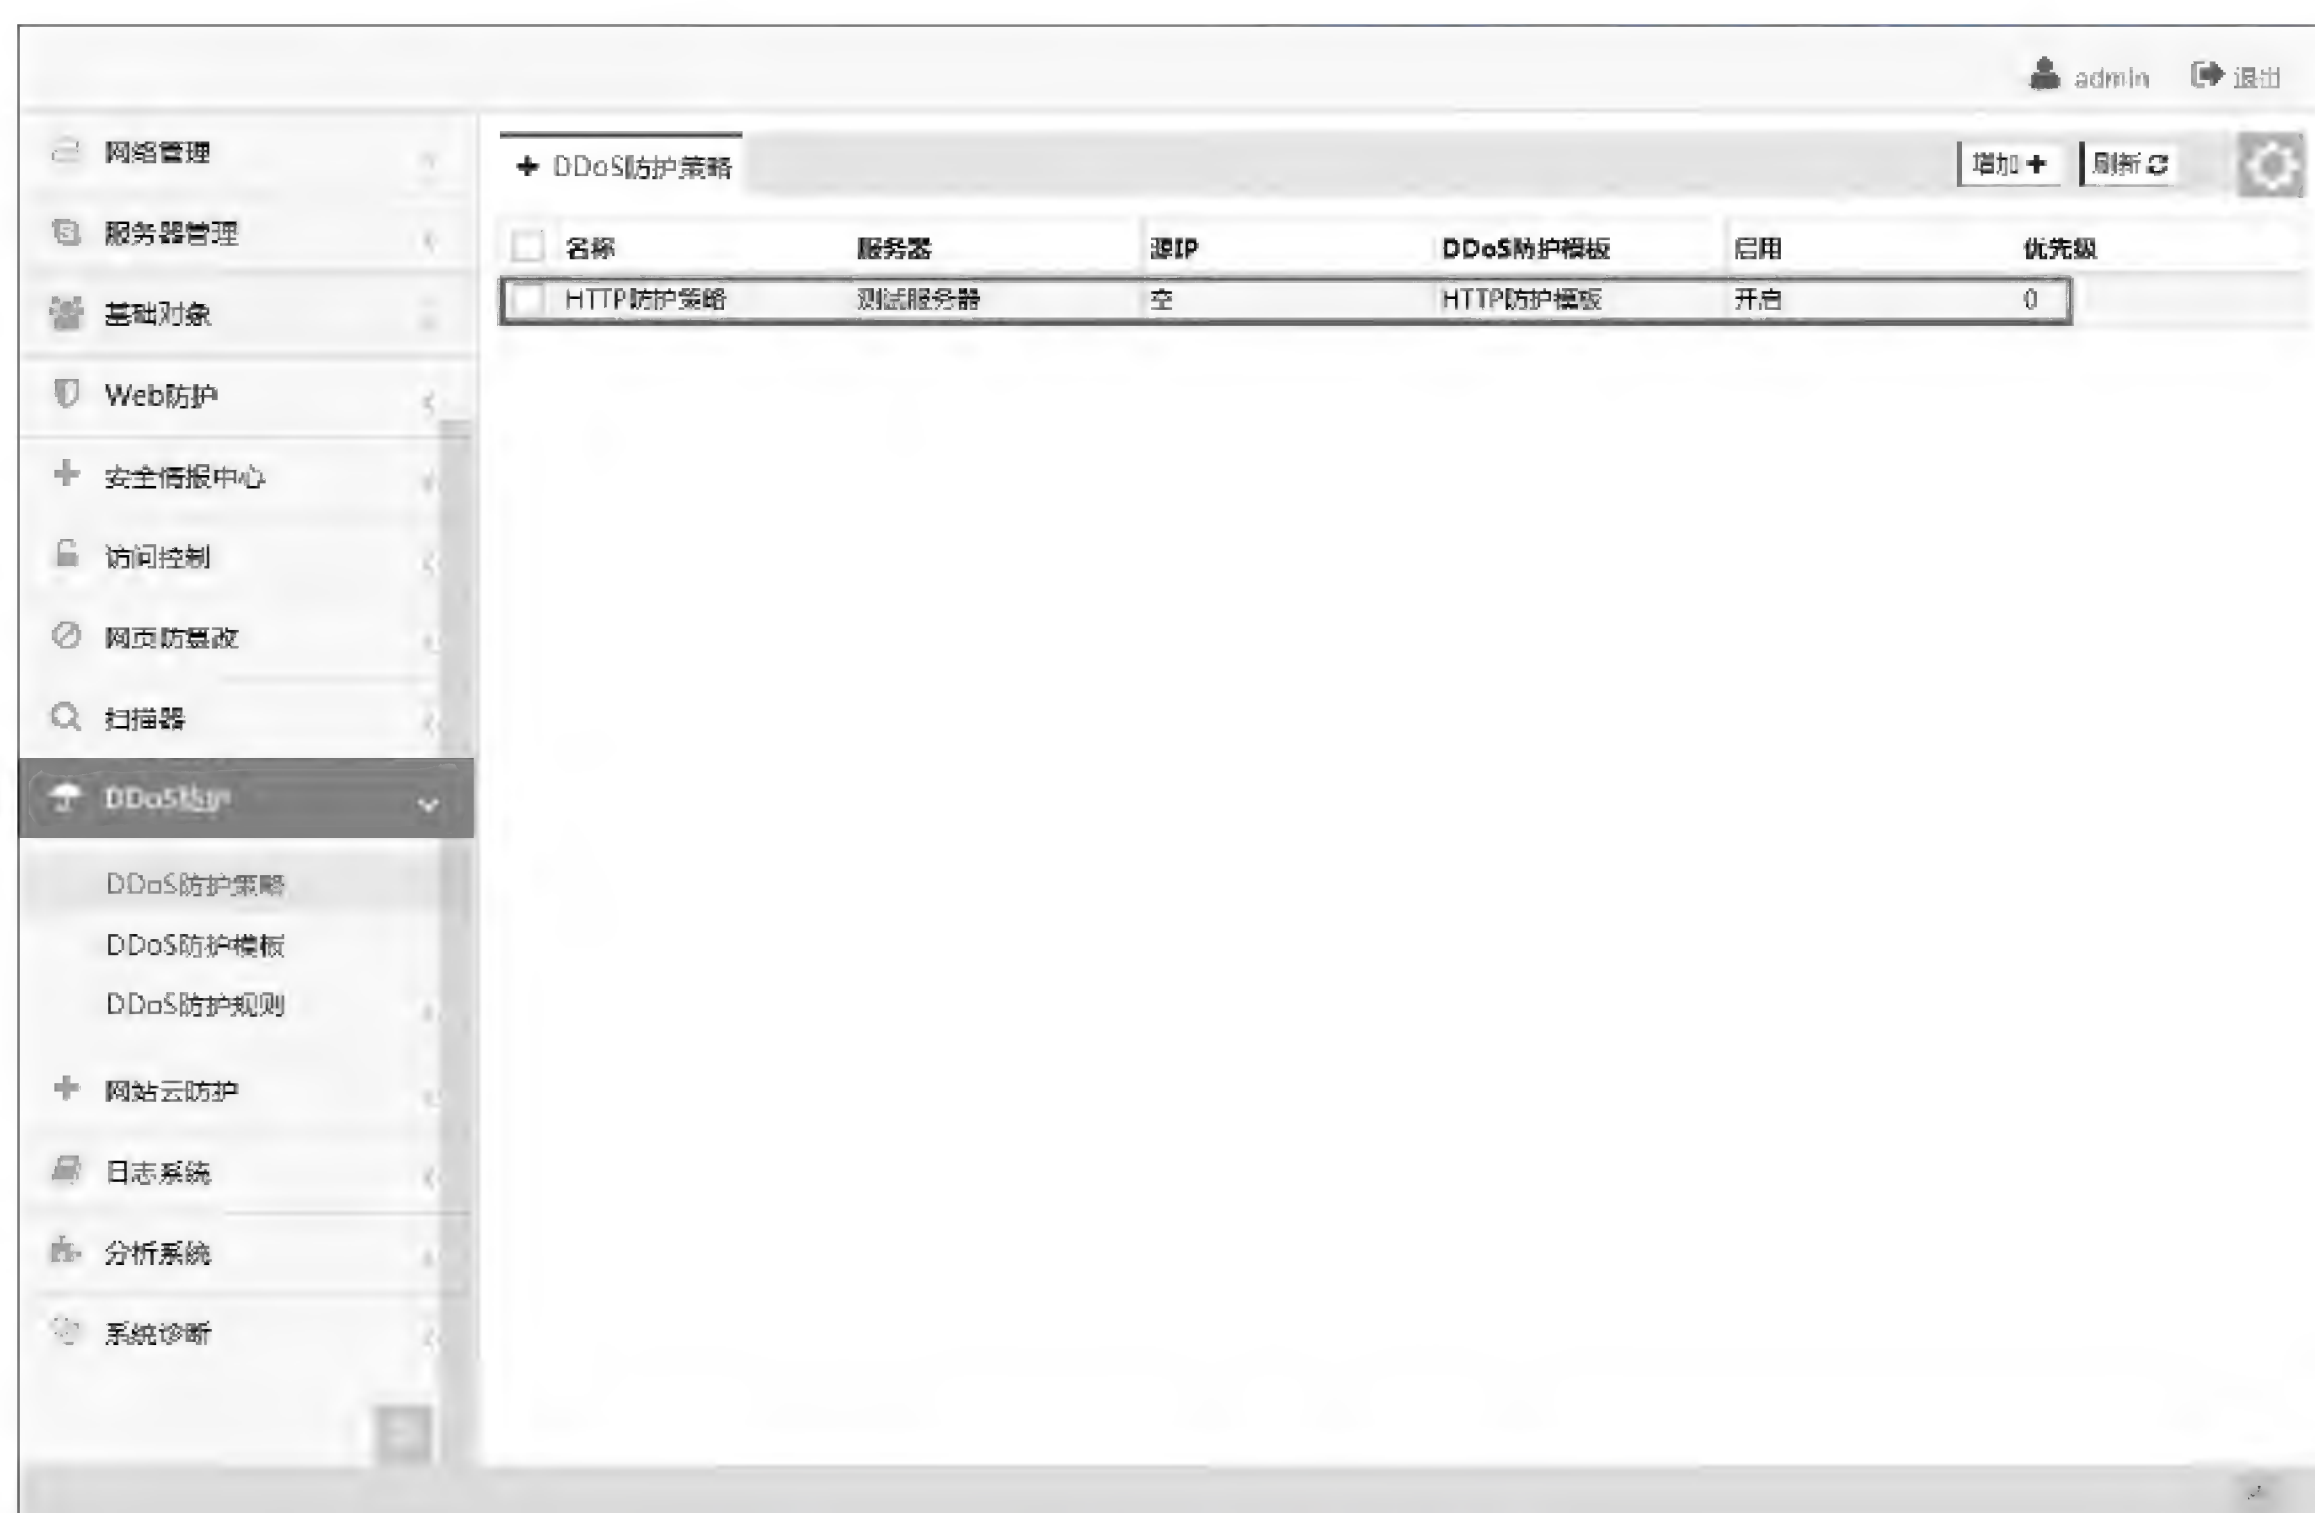 admin 退出
网络管理
服务器管理
基础对象
Web防护
安全情报中心
访问控制
网页防篡改
扫描器
DDoS防护
DDoS防护策略
DDoS防护模板
DDoS防护规则
网站云防护
日志系统
分析系统
系统诊断
DDoS防护策略 增加 刷新
名称 服务器 源IP DDoS防护模板 启用 优先级
HTTP防护策略 测试服务器 空 HTTP防护模板 开启 0